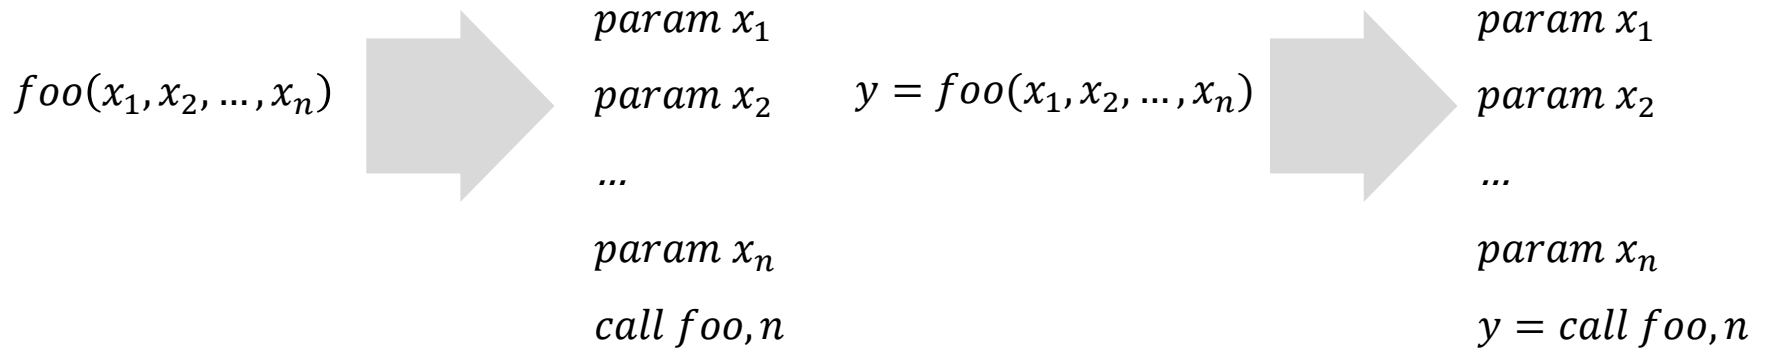 foo(x₁, x₂, …, xₙ)
param x₁
param x₂
…
param xₙ
call foo, n
y = foo(x₁, x₂, …, xₙ)
param x₁
param x₂
…
param xₙ
y = call foo, n